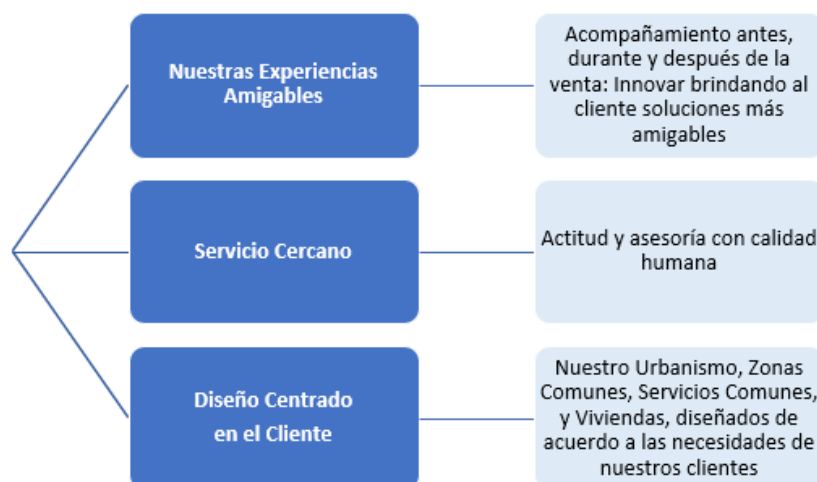 Nuestras Experiencias
Amigables
Acompañamiento antes,
durante y después de la
venta: Innovar brindando al
cliente soluciones más
amigables
Servicio Cercano
Actitud y asesoría con calidad
humana
Diseño Centrado
en el Cliente
Nuestro Urbanismo, Zonas
Comunes, Servicios Comunes,
y Viviendas, diseñados de
acuerdo a las necesidades de
nuestros clientes